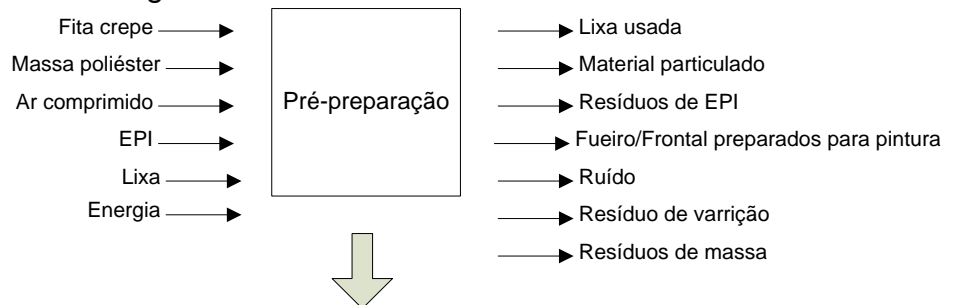 Fita crepe
Massa poliéster
Ar comprimido
EPI
Lixa
Energia
Pré-preparação
Lixa usada
Material particulado
Resíduos de EPI
Fueiro/Frontal preparados para pintura
Ruído
Resíduo de varrição
Resíduos de massa